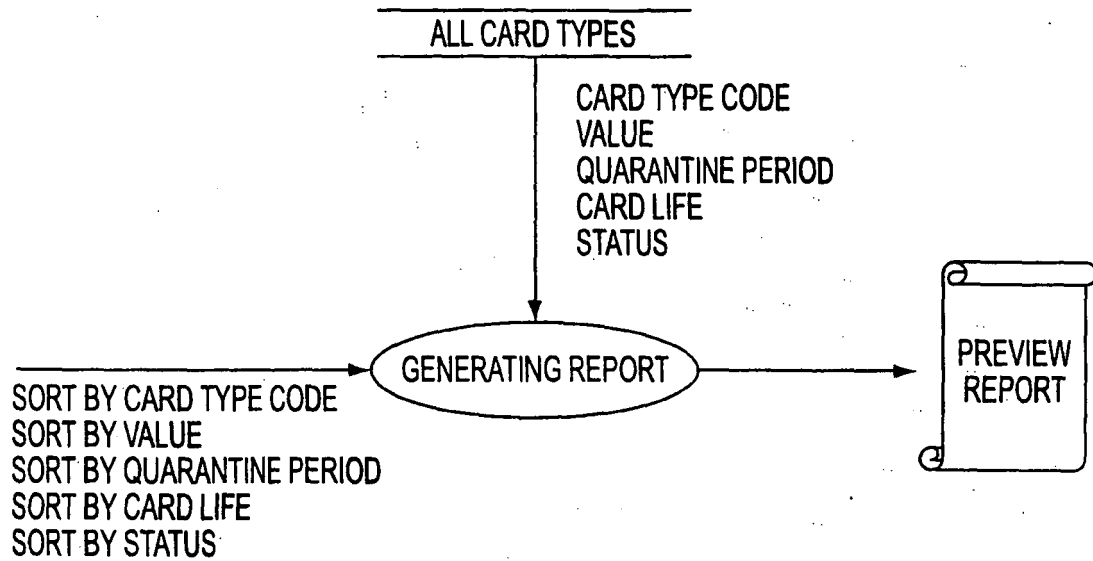 ALL CARD TYPES
CARD TYPE CODE
VALUE
QUARANTINE PERIOD
CARD LIFE
STATUS
GENERATING REPORT
PREVIEW
REPORT
SORT BY CARD TYPE CODE
SORT BY VALUE
SORT BY QUARANTINE PERIOD
SORT BY CARD LIFE
SORT BY STATUS